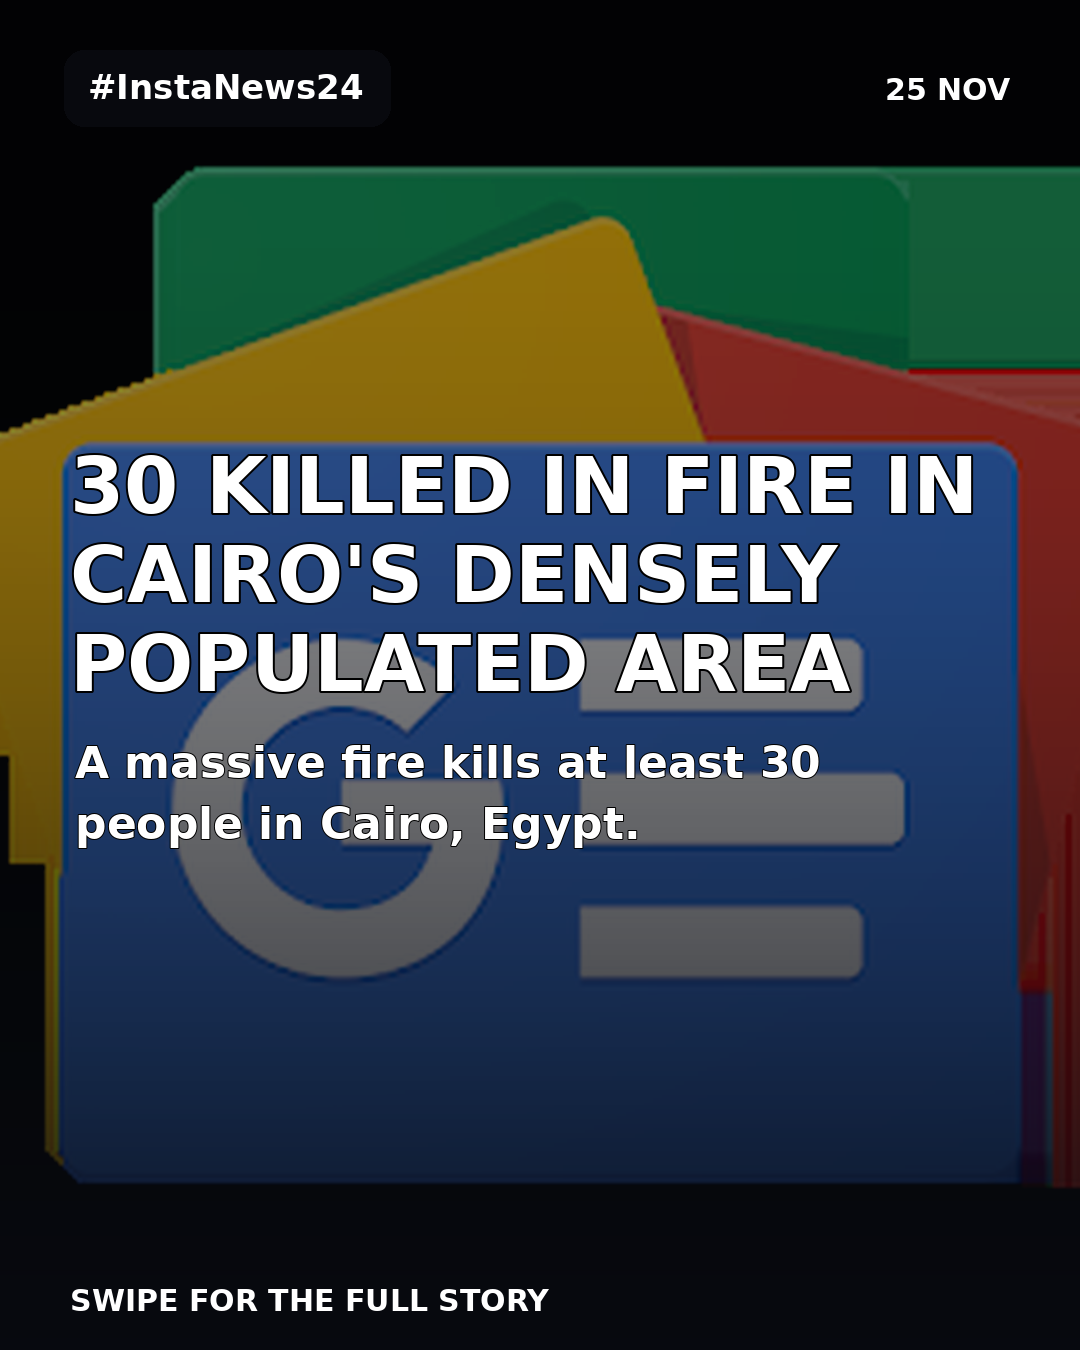 #InstaNews24
25 NOV
30 KILLED IN FIRE IN
CAIRO'S DENSELY
POPULATED AREA
A massive fire kills at least 30
people in Cairo, Egypt.
SWIPE FOR THE FULL STORY